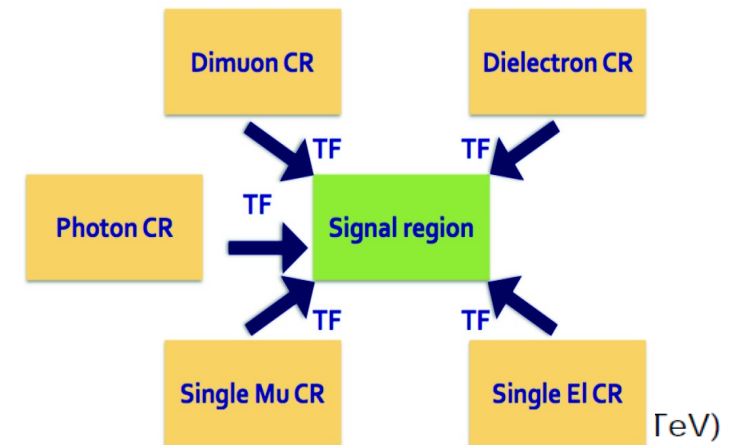 Dimuon CR
Dielectron CR
TF
TF
Photon CR
TF
Signal region
TF
TF
Single Mu CR
Single El CR
TeV)